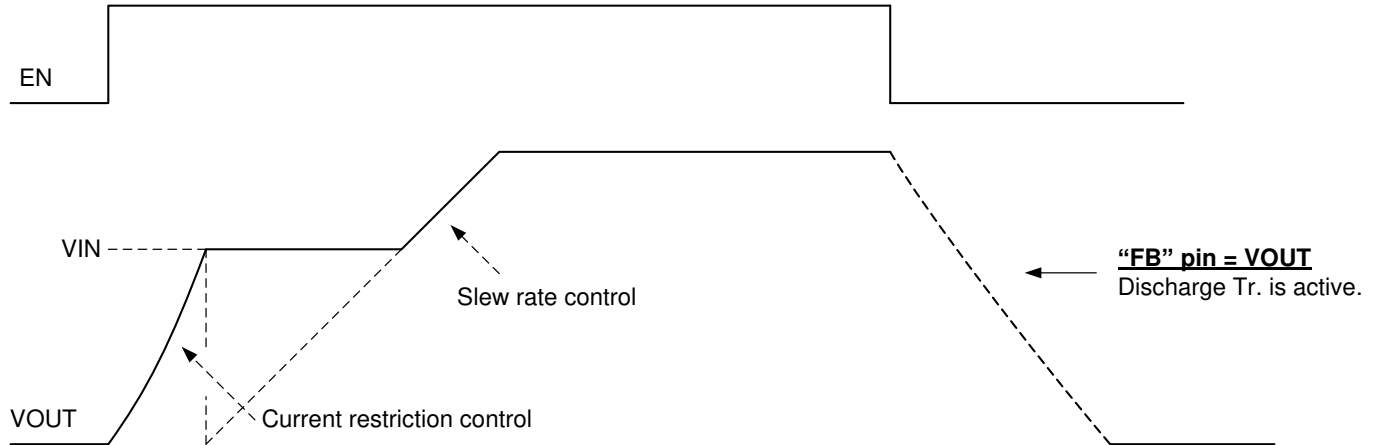 EN
VIN
“FB” pin = VOUT
Discharge Tr. is active.
Slew rate control
VOUT
Current restriction control